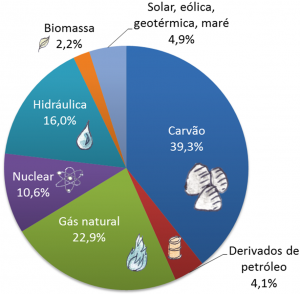 Solar, eólica,
geotérmica, maré
4,9%
Biomassa
2,2%
Hidráulica
16,0%
Carvão
39,3%
Nuclear
10,6%
Gás natural
22,9%
Derivados de
petróleo
4,1%